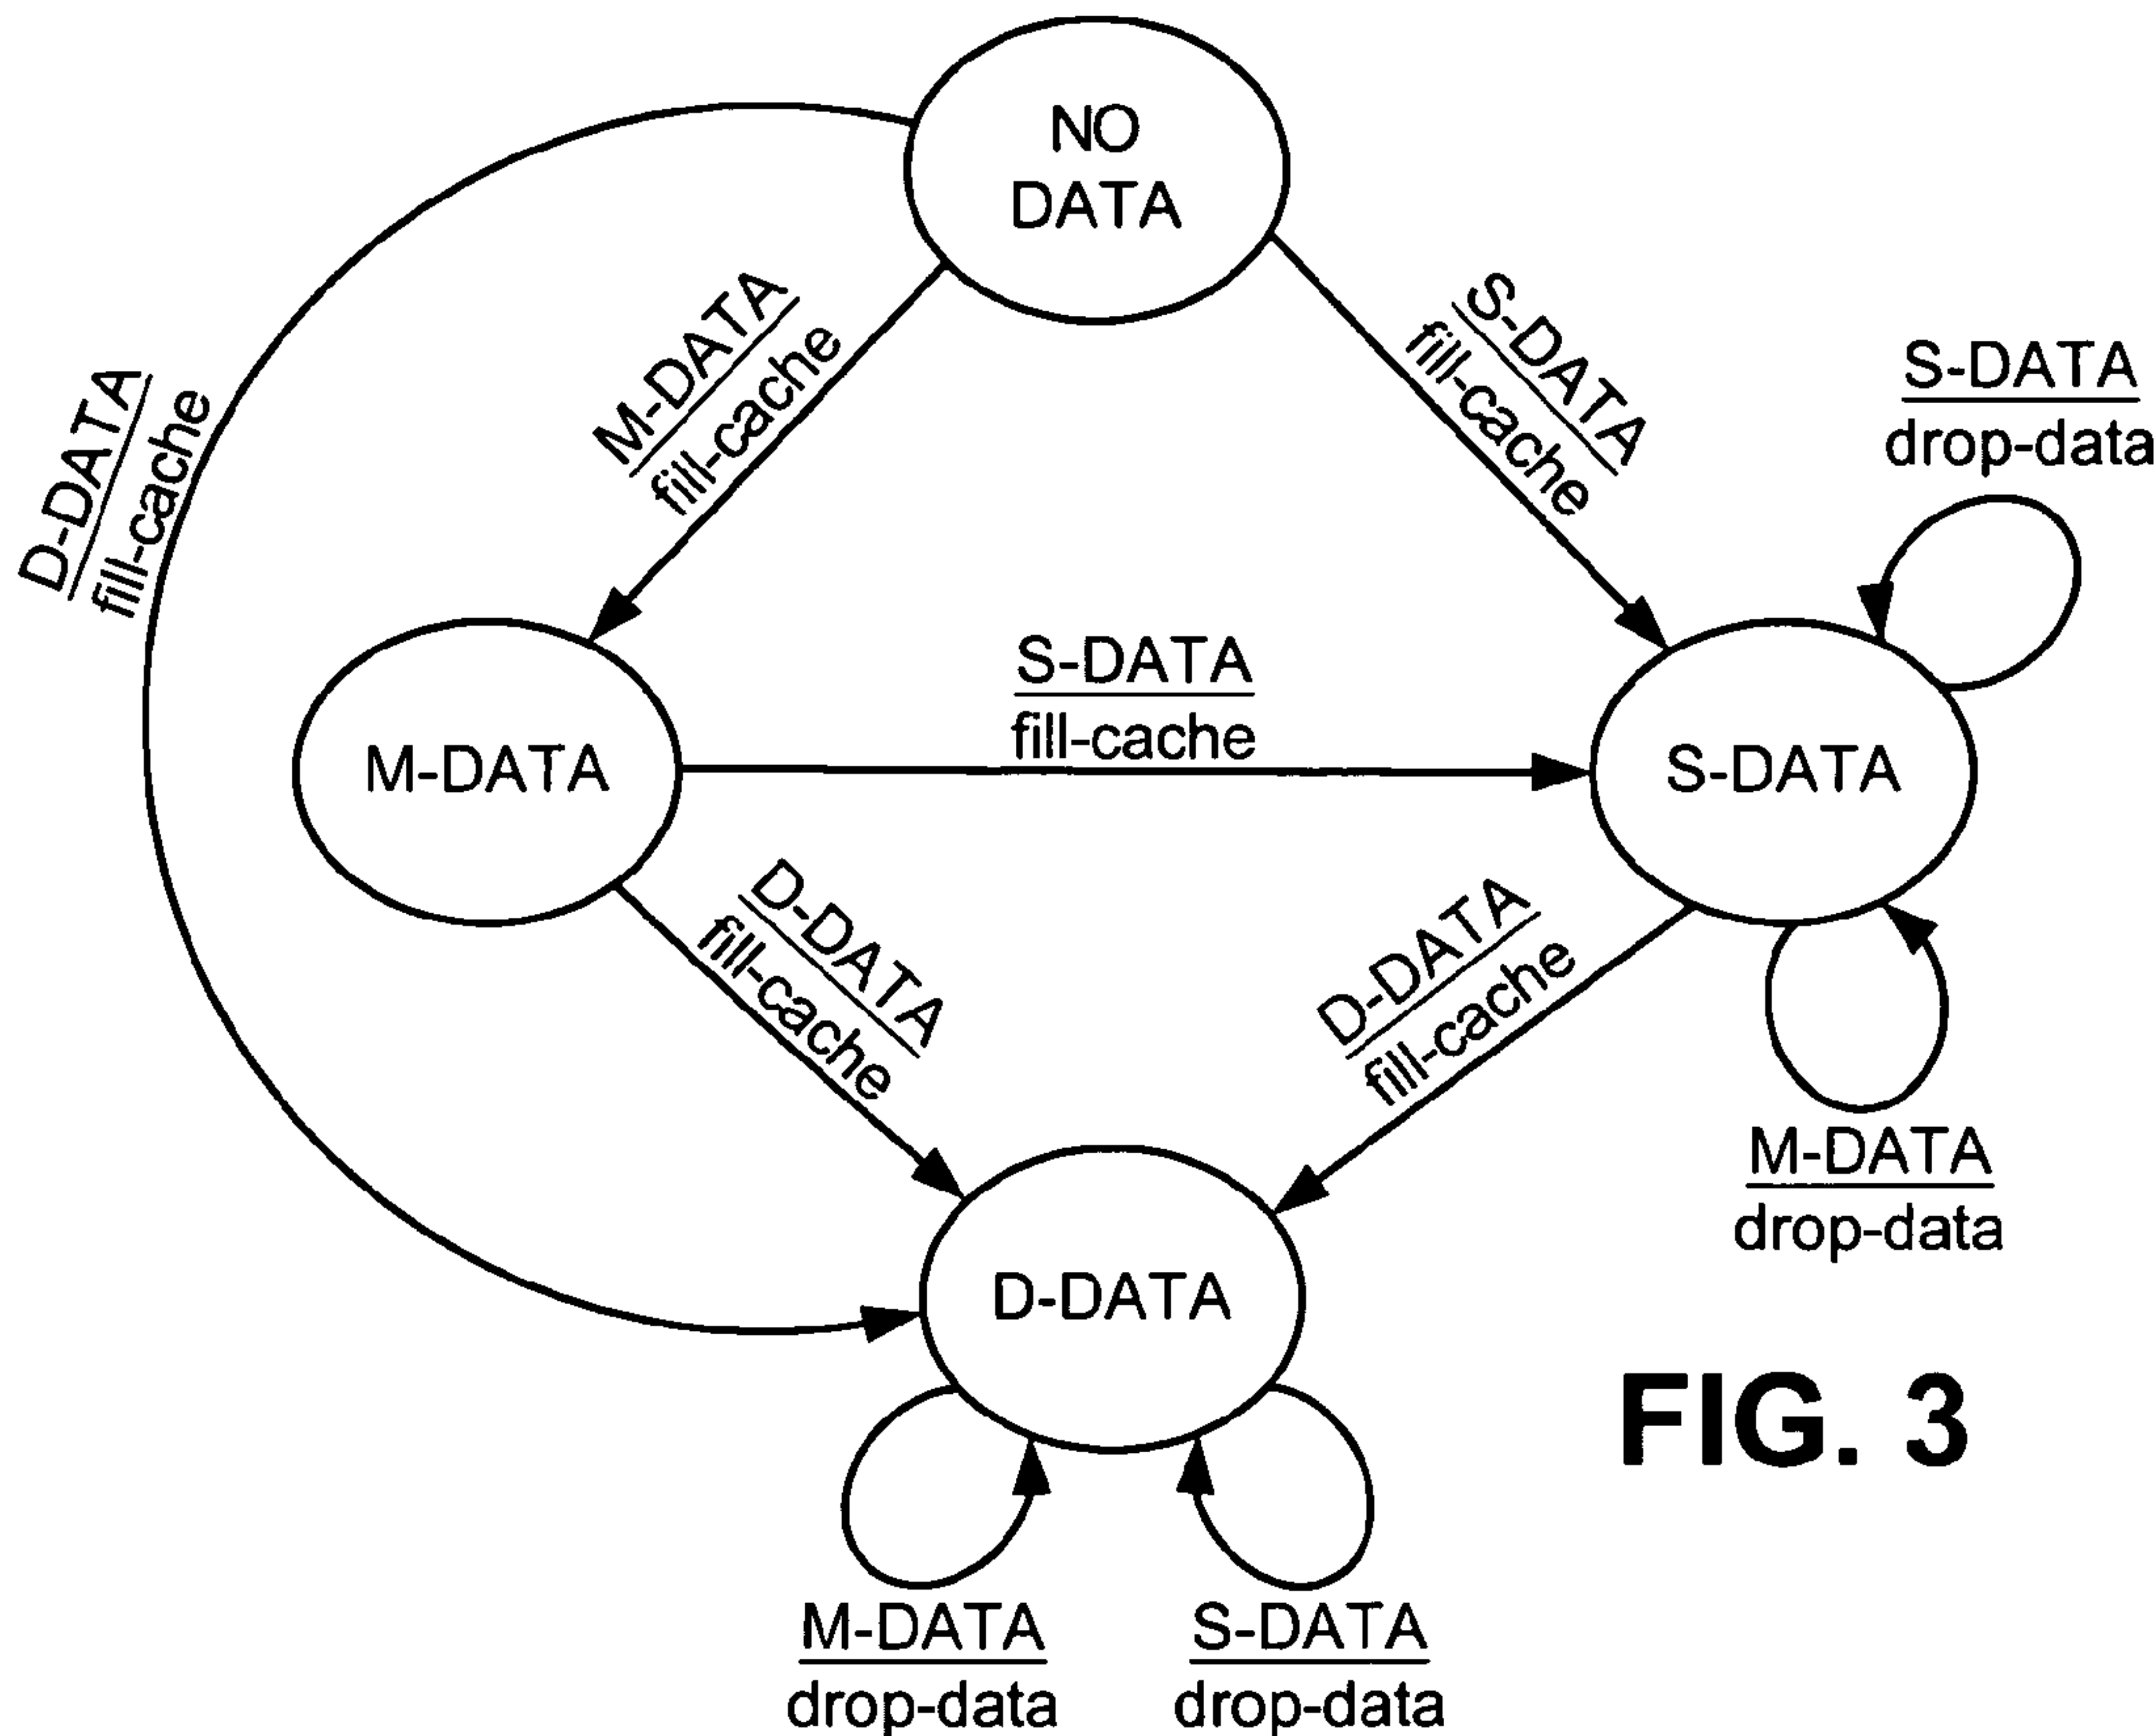 NO
DATA
M-DATA
fill-cache
S-DATA
fill-cache
S-DATA
drop-data
D-DATA
fill-cache
S-DATA
fill-cache
M-DATA
S-DATA
D-DATA
fill-cache
D-DATA
fill-cache
M-DATA
drop-data
D-DATA
FIG. 3
M-DATA
drop-data
S-DATA
drop-data